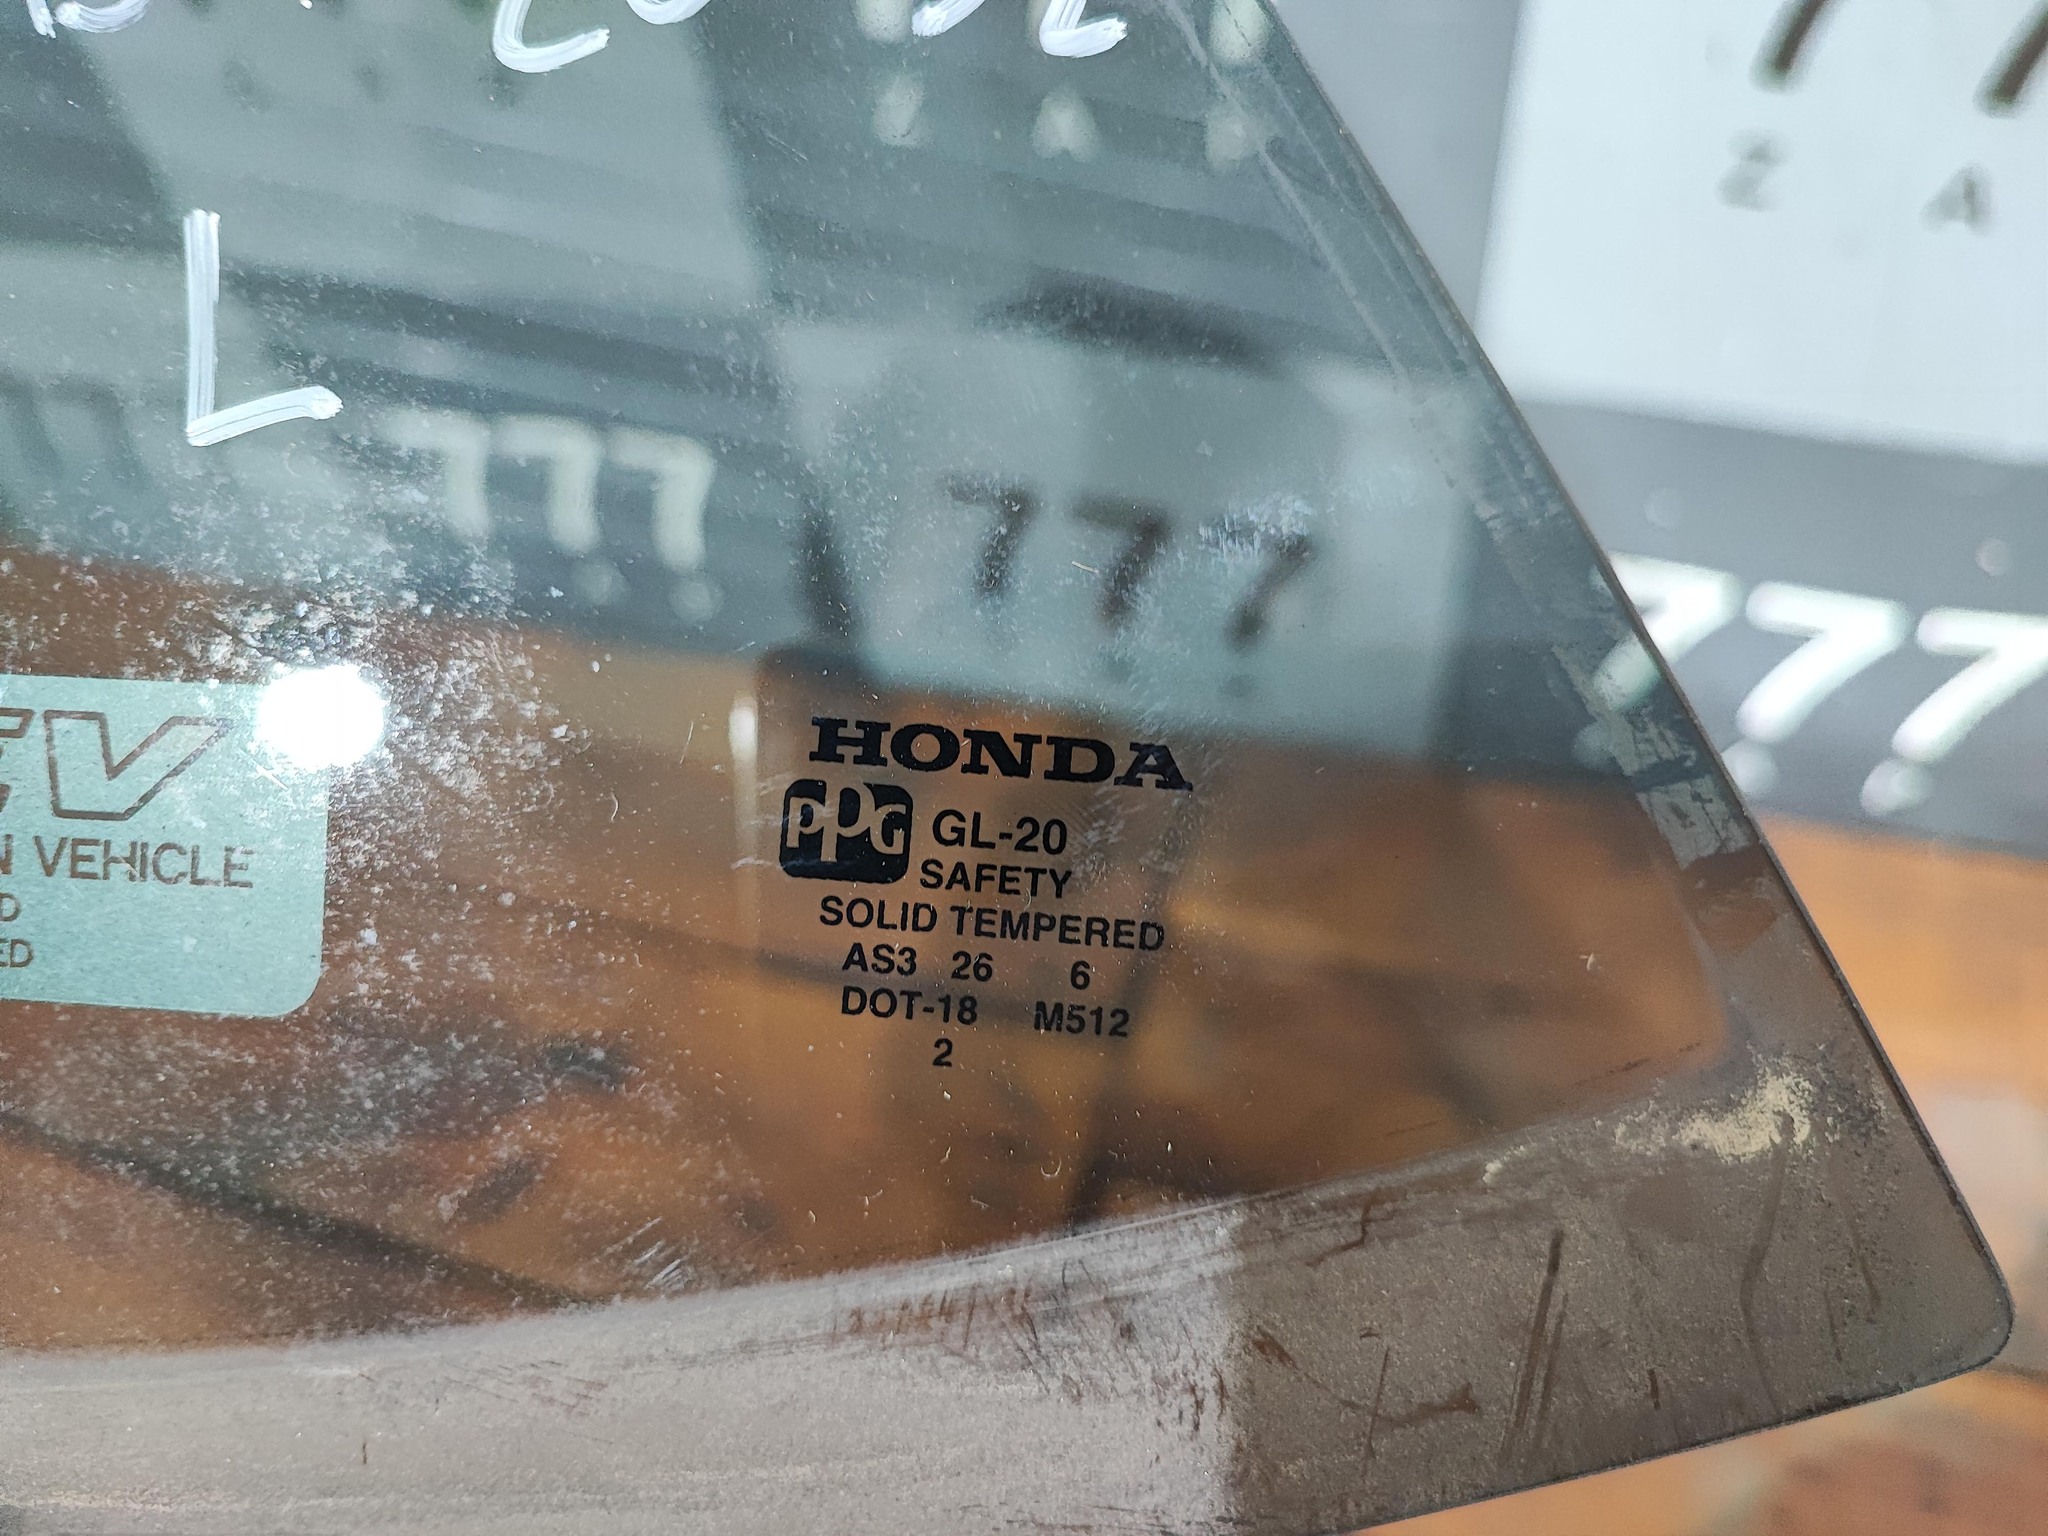 L
777
777
777
HONDA
PPG GL-20
SAFETY
SOLID TEMPERED
AS3 26 6
DOT-18 M512
2
EV
N VEHICLE
D
ED